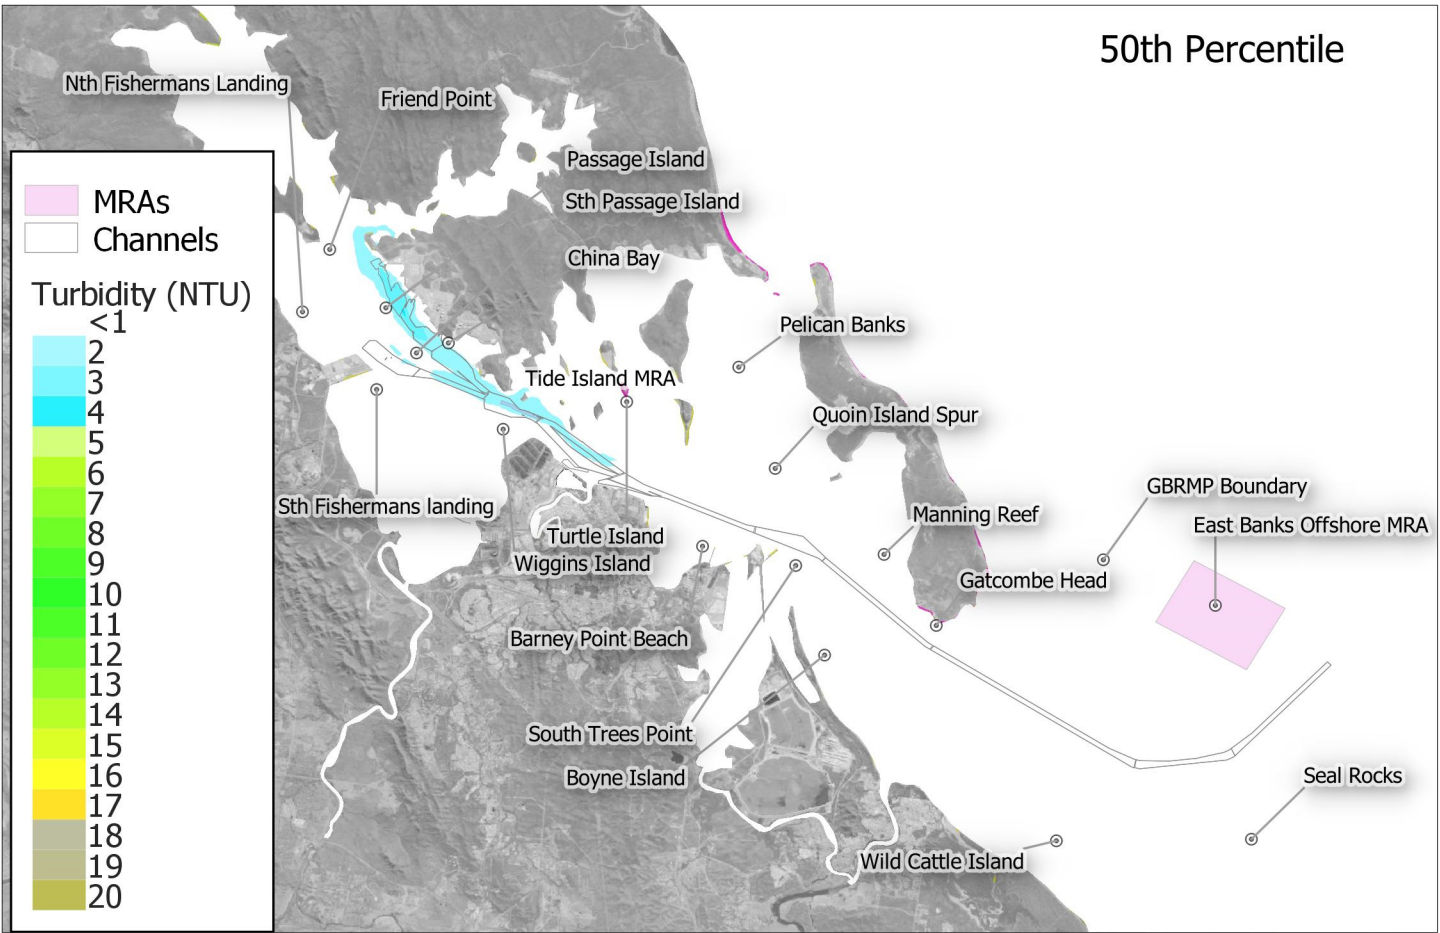 50th Percentile
Nth Fishermans Landing
Friend Point
Passage Island
Sth Passage Island
China Bay
MRAs
Channels
Turbidity (NTU)
<1
2
3
4
5
6
7
8
9
10
11
12
13
14
15
16
17
18
19
20
Pelican Banks
Tide Island MRA
Quoin Island Spur
Sth Fishermans landing
GBRMP Boundary
Manning Reef
East Banks Offshore MRA
Turtle Island
Wiggins Island
Gatcombe Head
Barney Point Beach
South Trees Point
Boyne Island
Seal Rocks
Wild Cattle Island